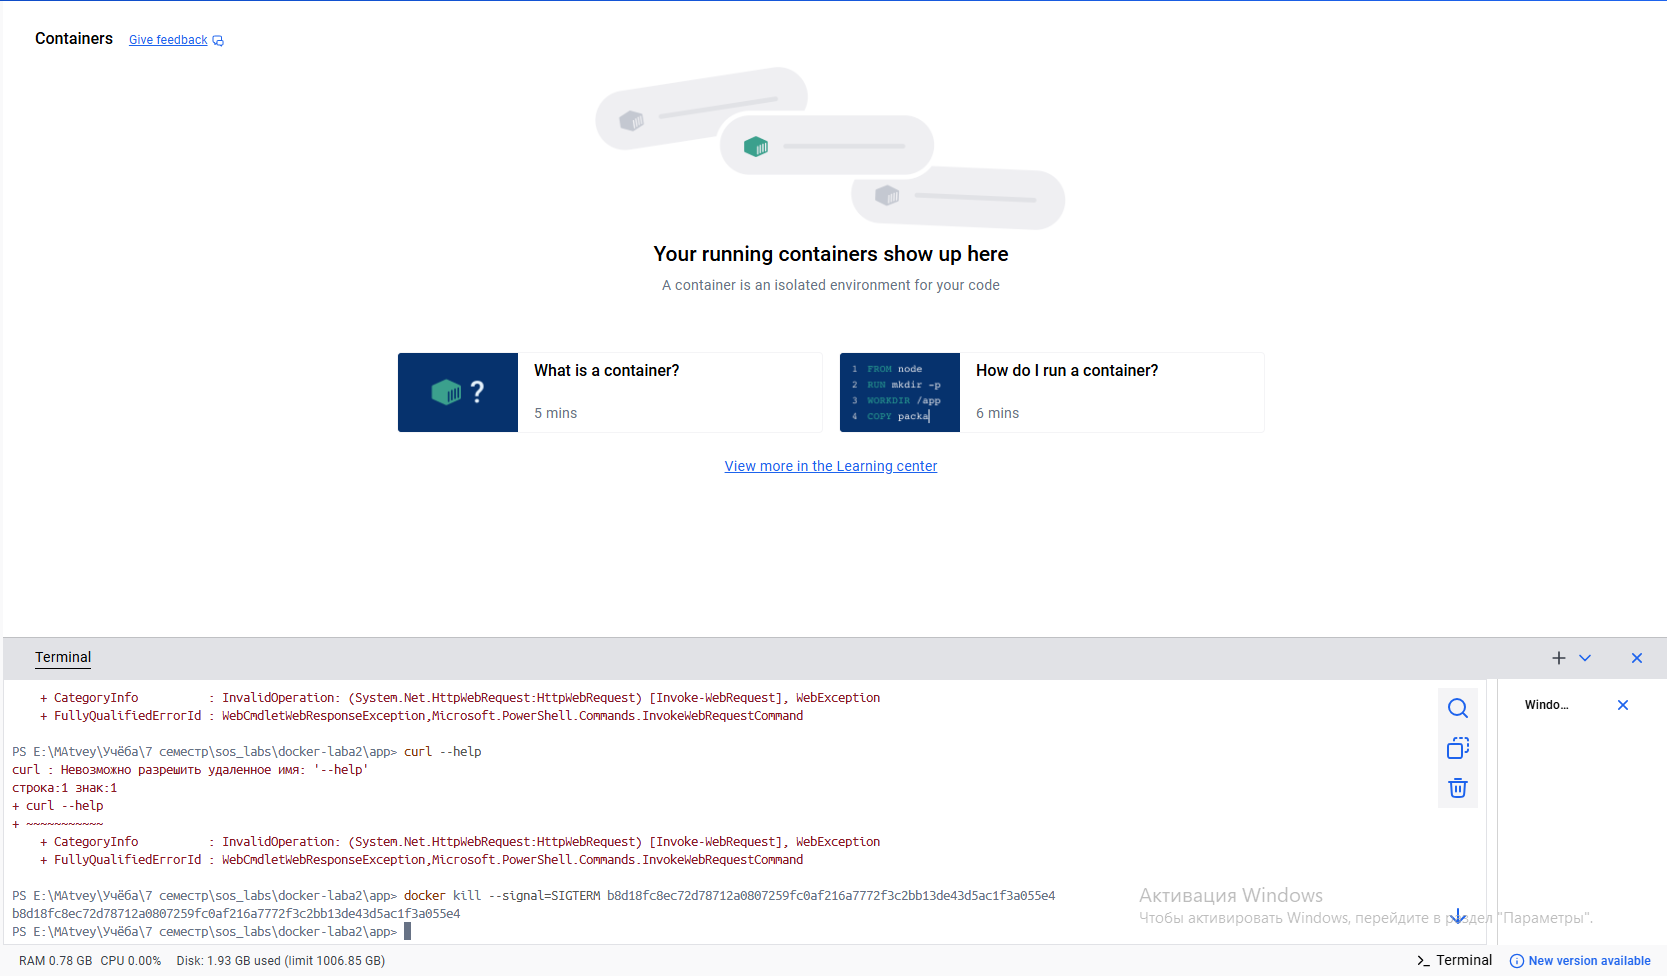 Containers Give feedback
Your running containers show up here
A container is an isolated environment for your code
What is a container?
5 mins
1 FROM node
2 RUN mkdir -p
3 WORKDIR /app
4 COPY packa
How do I run a container?
6 mins
View more in the Learning center
Terminal
+ CategoryInfo : InvalidOperation: (System.Net.HttpWebRequest:HttpWebRequest) [Invoke-WebRequest], WebException
+ FullyQualifiedErrorId : WebCmdletWebResponseException,Microsoft.PowerShell.Commands.InvokeWebRequestCommand
PS E:\MAtvey\Учёба\7 семестр\sos_labs\docker-laba2\app> curl --help
curl : Невозможно разрешить удаленное имя: '--help'
строка:1 знак:1
+ curl --help
+ ~~~~~~~~~~~
+ CategoryInfo : InvalidOperation: (System.Net.HttpWebRequest:HttpWebRequest) [Invoke-WebRequest], WebException
+ FullyQualifiedErrorId : WebCmdletWebResponseException,Microsoft.PowerShell.Commands.InvokeWebRequestCommand
PS E:\MAtvey\Учёба\7 семестр\sos_labs\docker-laba2\app> docker kill --signal=SIGTERM b8d18fc8ec72d78712a0807259fc0af216a7772f3c2bb13de43d5ac1f3a055e4
b8d18fc8ec72d78712a0807259fc0af216a7772f3c2bb13de43d5ac1f3a055e4
PS E:\MAtvey\Учёба\7 семестр\sos_labs\docker-laba2\app>
Windo...
Активация Windows
Чтобы активировать Windows, перейдите в раздел "Параметры".
RAM 0.78 GB CPU 0.00% Disk: 1.93 GB used (limit 1006.85 GB)
>_ Terminal
New version available